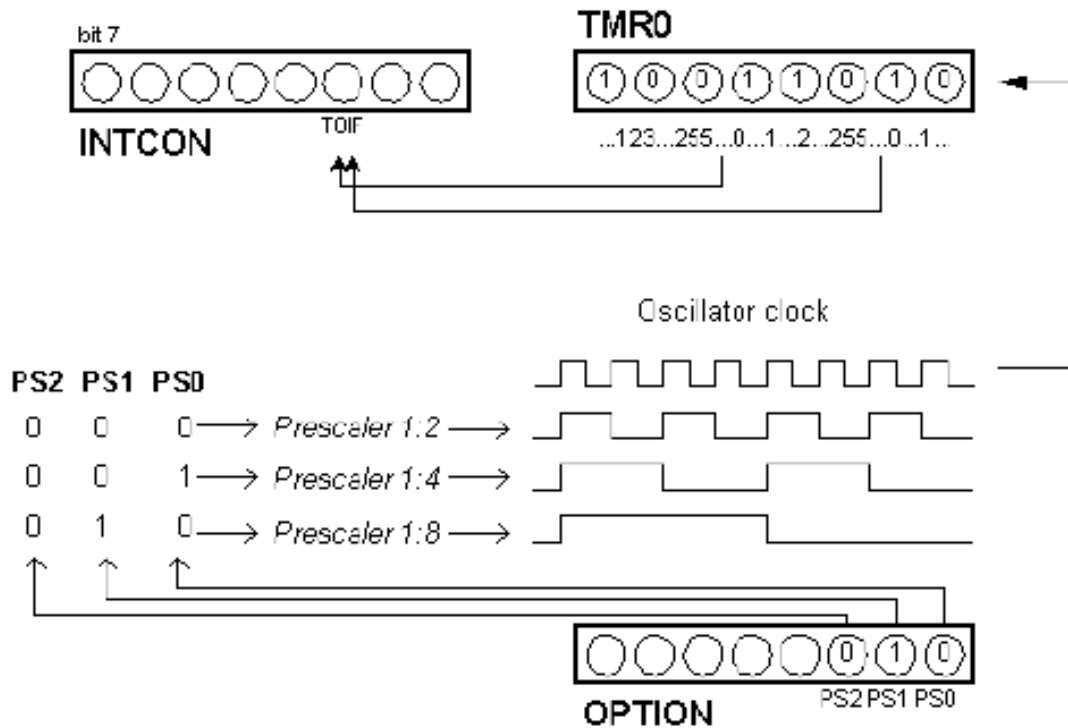 bit 7
TMR0
1 0 0 1 1 0 1 0
T0IF
INTCON
...123...255...0...1...2...255...0...1...
Oscillator clock
PS2 PS1 PS0
0 0 0 Prescaler 1:2
0 0 1 Prescaler 1:4
0 1 0 Prescaler 1:8
0 1 0
PS2 PS1 PS0
OPTION